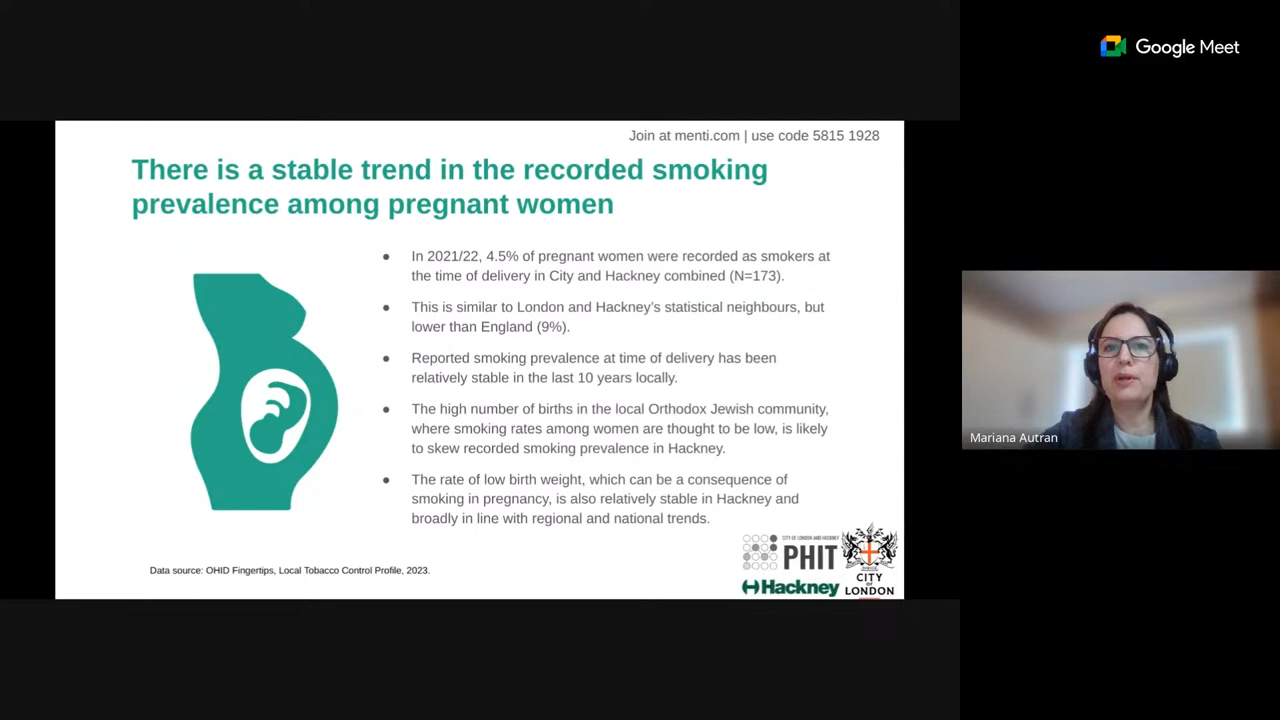 Google Meet
Join at menti.com | use code 5815 1928
There is a stable trend in the recorded smoking
prevalence among pregnant women
● In 2021/22, 4.5% of pregnant women were recorded as smokers at
the time of delivery in City and Hackney combined (N=173).
● This is similar to London and Hackney's statistical neighbours, but
lower than England (9%).
● Reported smoking prevalence at time of delivery has been
relatively stable in the last 10 years locally.
● The high number of births in the local Orthodox Jewish community,
where smoking rates among women are thought to be low, is likely
to skew recorded smoking prevalence in Hackney.
● The rate of low birth weight, which can be a consequence of
smoking in pregnancy, is also relatively stable in Hackney and
broadly in line with regional and national trends.
Mariana Autran
CITY OF LONDON AND HACKNEY
PHIT
Hackney
CITY
OF
LONDON
Data source: OHID Fingertips, Local Tobacco Control Profile, 2023.